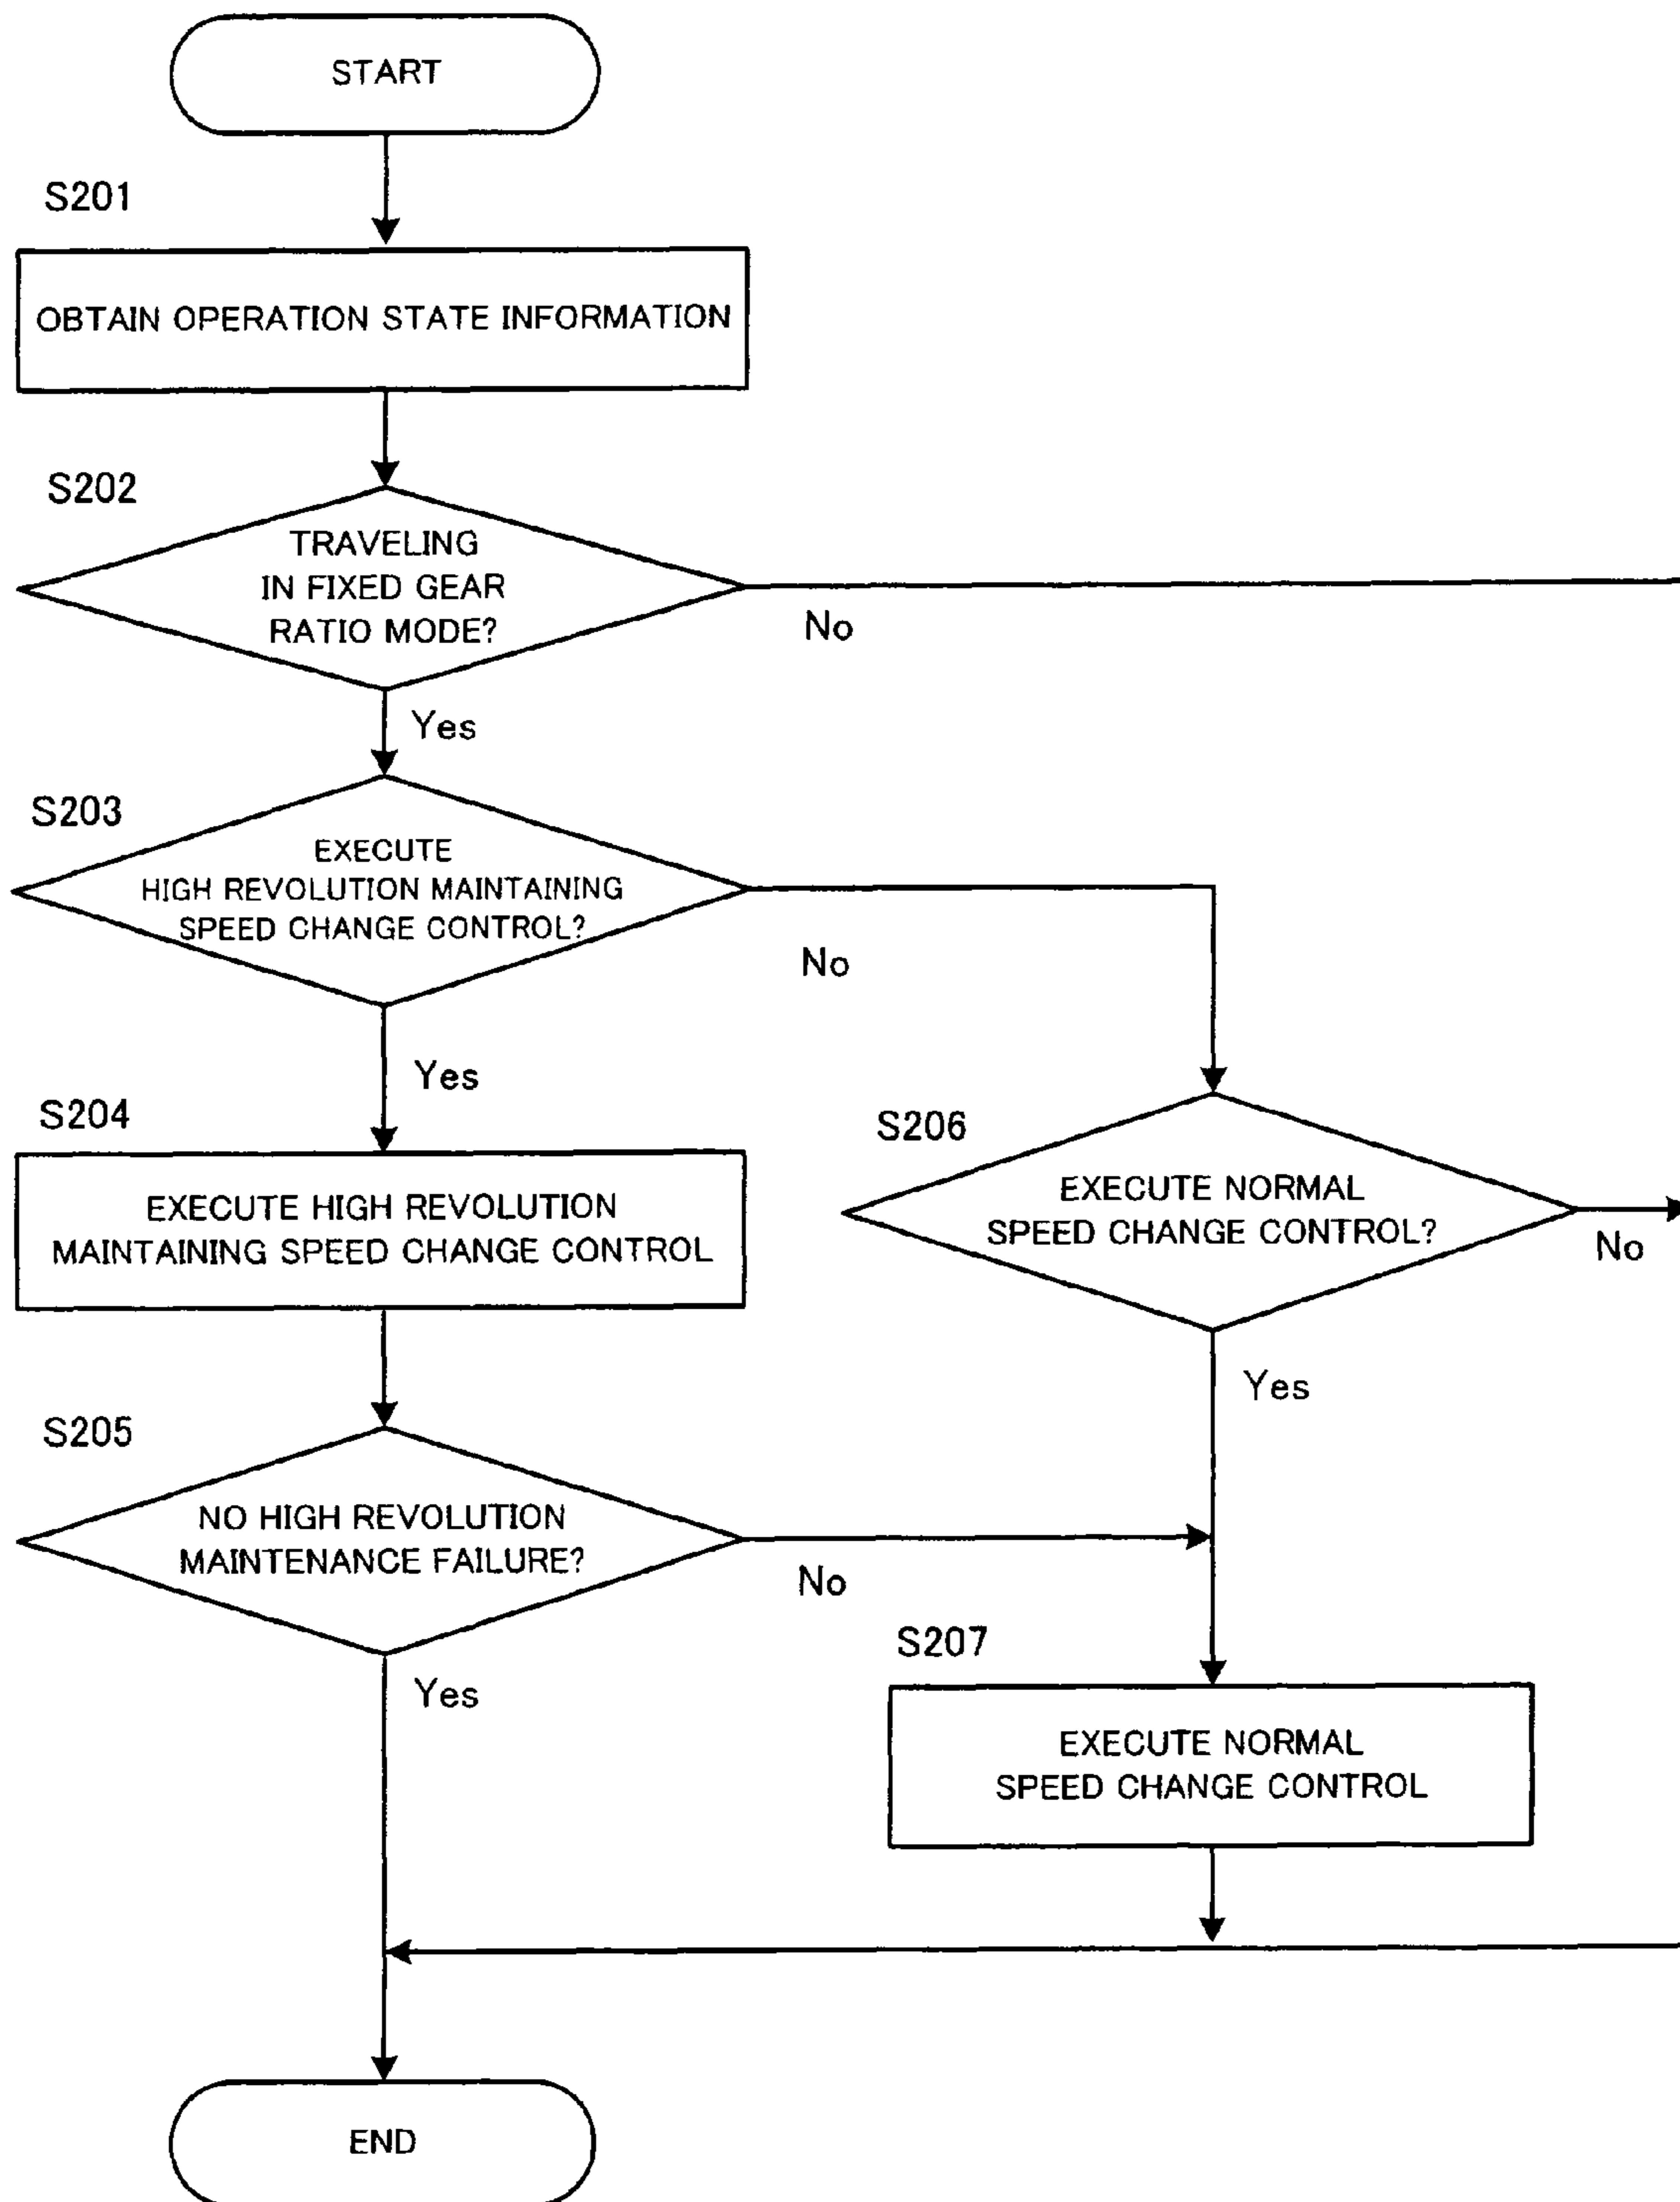 START
S201
OBTAIN OPERATION STATE INFORMATION
S202
TRAVELING
IN FIXED GEAR
RATIO MODE?
No
Yes
S203
EXECUTE
HIGH REVOLUTION MAINTAINING
SPEED CHANGE CONTROL?
No
Yes
S204
EXECUTE HIGH REVOLUTION
MAINTAINING SPEED CHANGE CONTROL
S206
EXECUTE NORMAL
SPEED CHANGE CONTROL?
No
Yes
S205
NO HIGH REVOLUTION
MAINTENANCE FAILURE?
No
Yes
S207
EXECUTE NORMAL
SPEED CHANGE CONTROL
END